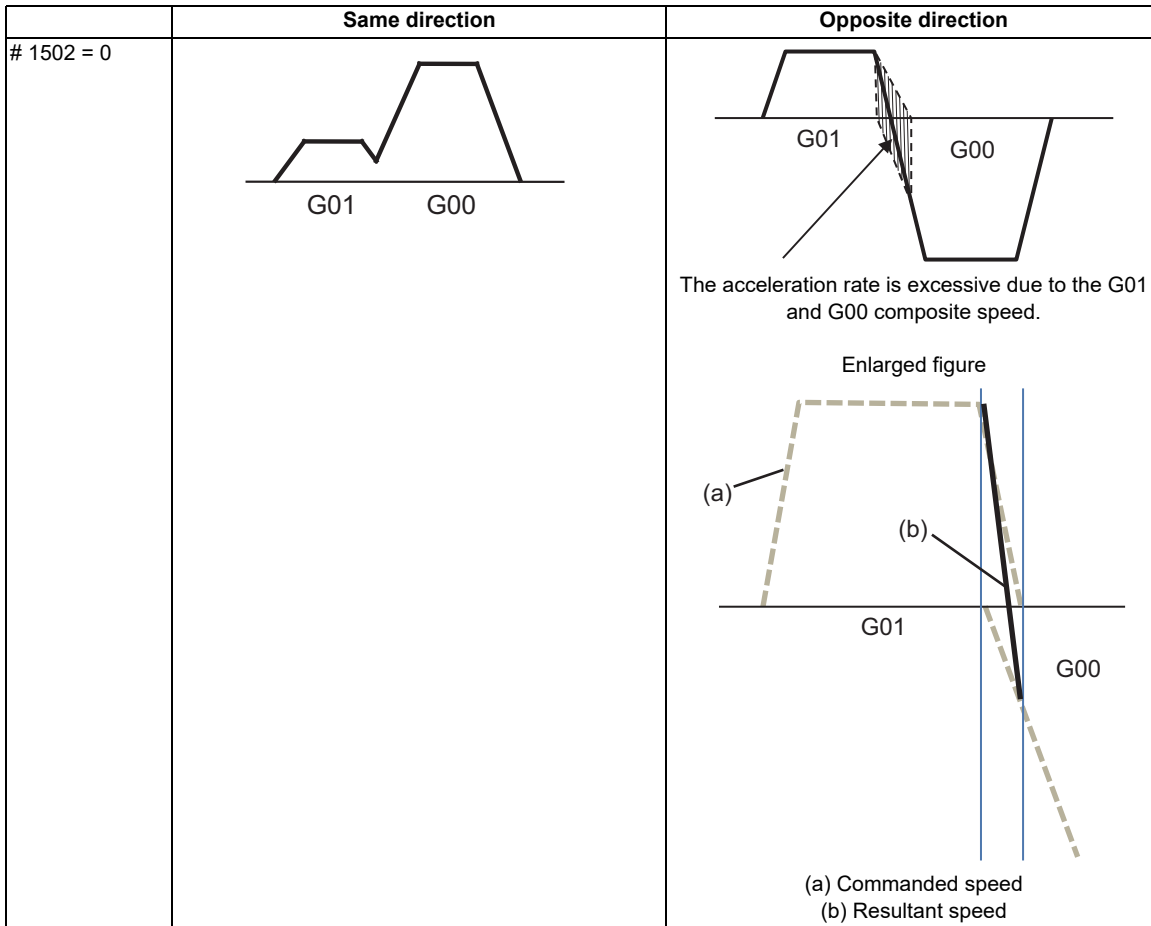 Same direction
Opposite direction
# 1502 = 0
G01
G00
G01
G00
The acceleration rate is excessive due to the G01
and G00 composite speed.
Enlarged figure
(a)
(b)
G01
G00
(a) Commanded speed
(b) Resultant speed